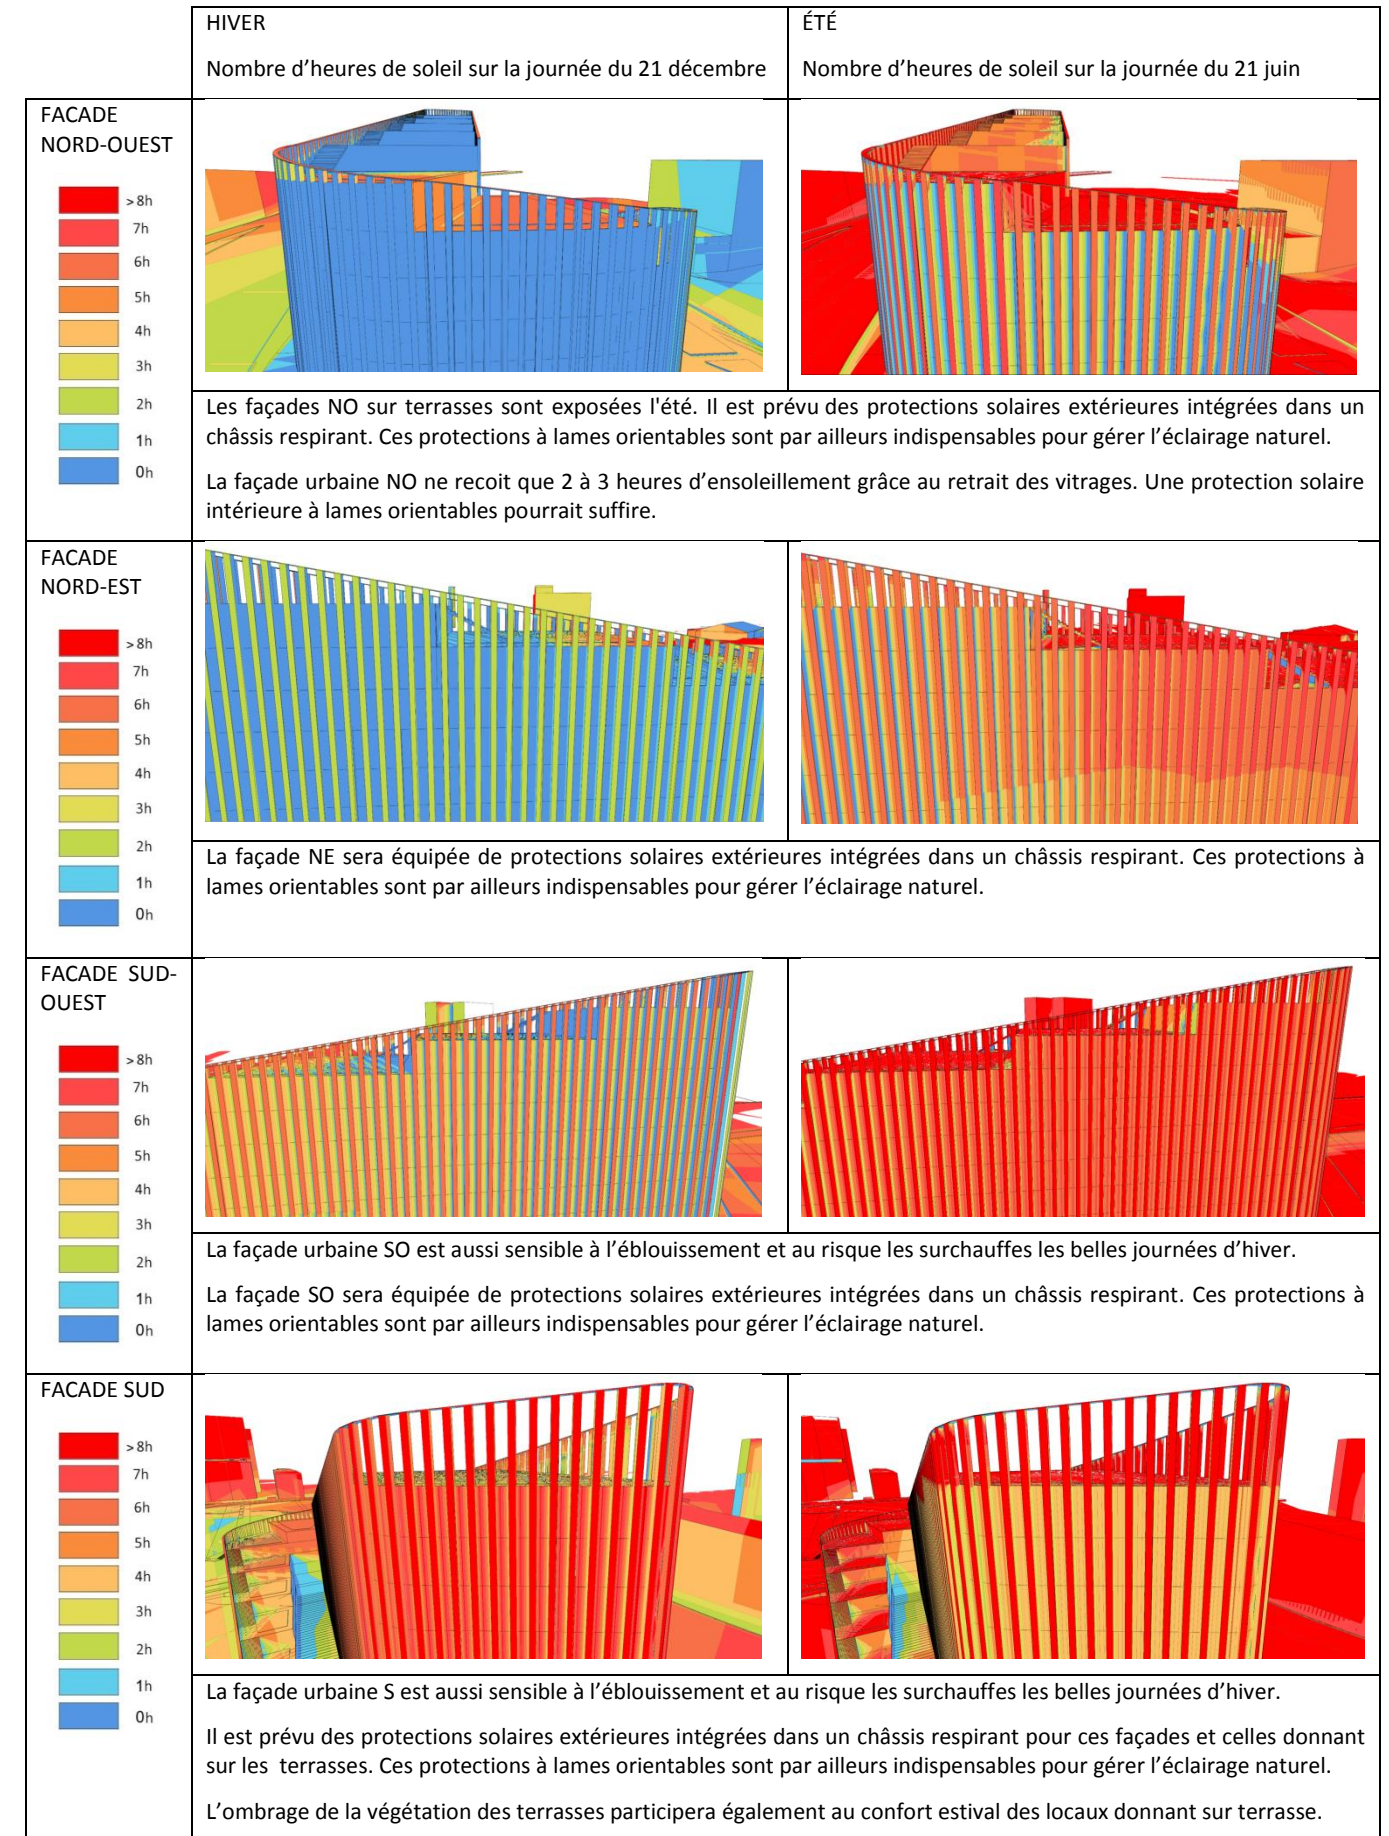 HIVER
Nombre d’heures de soleil sur la journée du 21 décembre
ÉTÉ
Nombre d’heures de soleil sur la journée du 21 juin
FACADE
NORD-OUEST
>8h
7h
6h
5h
4h
3h
2h
1h
0h
Les façades NO sur terrasses sont exposées l'été. Il est prévu des protections solaires extérieures intégrées dans un
châssis respirant. Ces protections à lames orientables sont par ailleurs indispensables pour gérer l’éclairage naturel.
La façade urbaine NO ne recoit que 2 à 3 heures d’ensoleillement grâce au retrait des vitrages. Une protection solaire
intérieure à lames orientables pourrait suffire.
FACADE
NORD-EST
>8h
7h
6h
5h
4h
3h
2h
1h
0h
La façade NE sera équipée de protections solaires extérieures intégrées dans un châssis respirant. Ces protections à
lames orientables sont par ailleurs indispensables pour gérer l’éclairage naturel.
FACADE SUD-
OUEST
>8h
7h
6h
5h
4h
3h
2h
1h
0h
La façade urbaine SO est aussi sensible à l’éblouissement et au risque les surchauffes les belles journées d’hiver.
La façade SO sera équipée de protections solaires extérieures intégrées dans un châssis respirant. Ces protections à
lames orientables sont par ailleurs indispensables pour gérer l’éclairage naturel.
FACADE SUD
>8h
7h
6h
5h
4h
3h
2h
1h
0h
La façade urbaine S est aussi sensible à l’éblouissement et au risque les surchauffes les belles journées d’hiver.
Il est prévu des protections solaires extérieures intégrées dans un châssis respirant pour ces façades et celles donnant
sur les terrasses. Ces protections à lames orientables sont par ailleurs indispensables pour gérer l’éclairage naturel.
L’ombrage de la végétation des terrasses participera également au confort estival des locaux donnant sur terrasse.